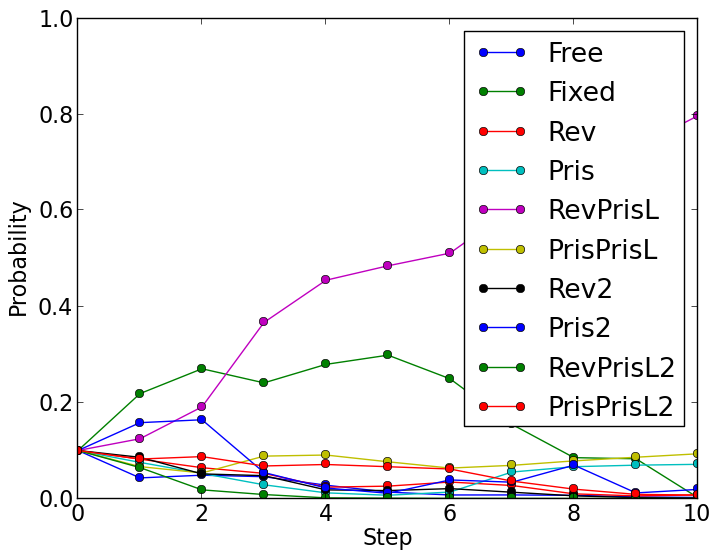 1.0
0.8
0.6
0.4
0.2
0.0
Probability
0 2 4 6 8 10
Step
Free
Fixed
Rev
Pris
RevPrisL
PrisPrisL
Rev2
Pris2
RevPrisL2
PrisPrisL2